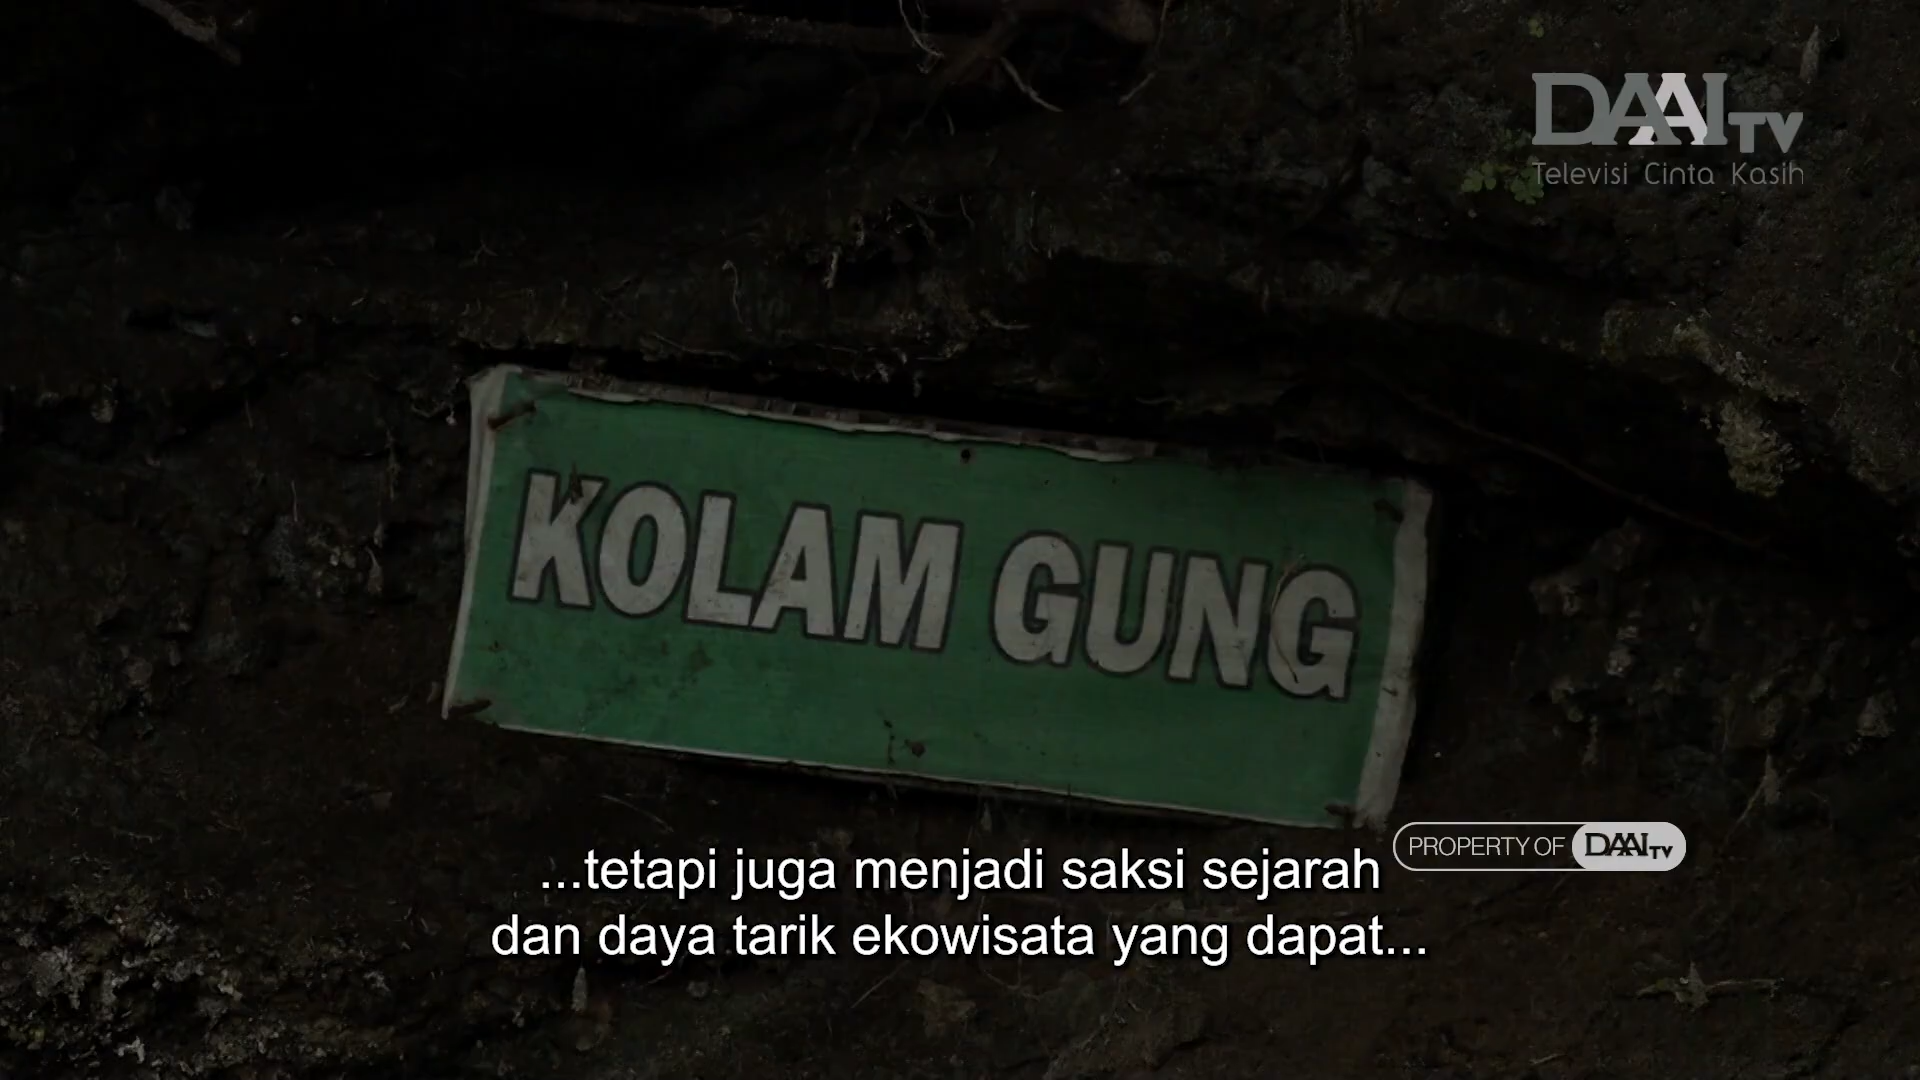 DAAI TV
Televisi Cinta Kasih
KOLAM GUNG
PROPERTY OF DAAI TV
...tetapi juga menjadi saksi sejarah
dan daya tarik ekowisata yang dapat...